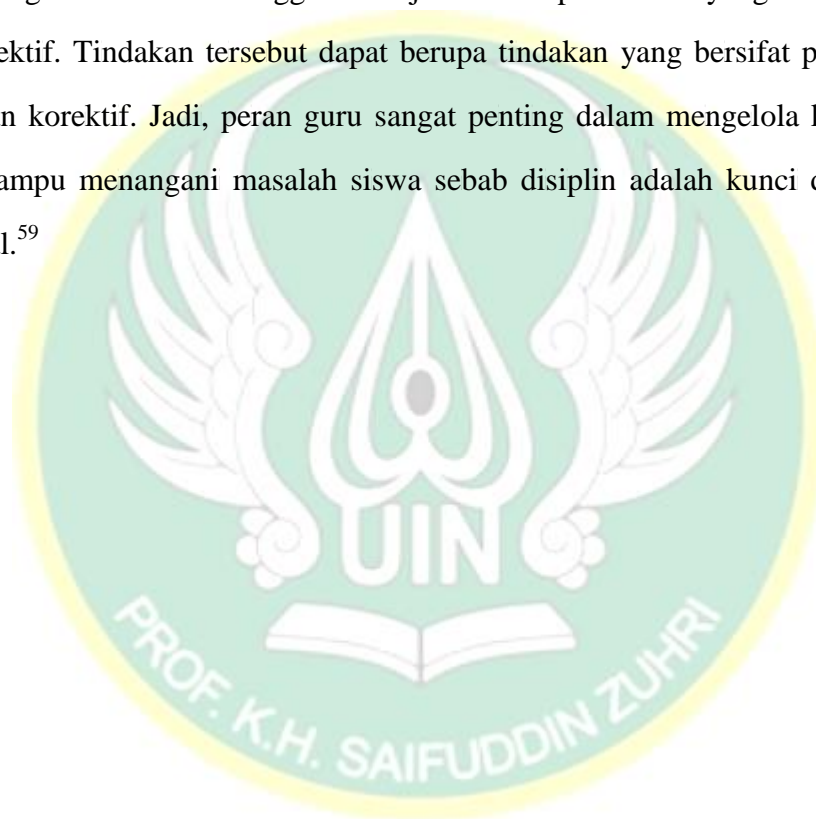 ektif. Tindakan tersebut dapat berupa tindakan yang bersifat p
n korektif. Jadi, peran guru sangat penting dalam mengelola
ampu menangani masalah siswa sebab disiplin adalah kunci
l.59
UIN
PROF. K.H. SAIFUDDIN ZUHRI